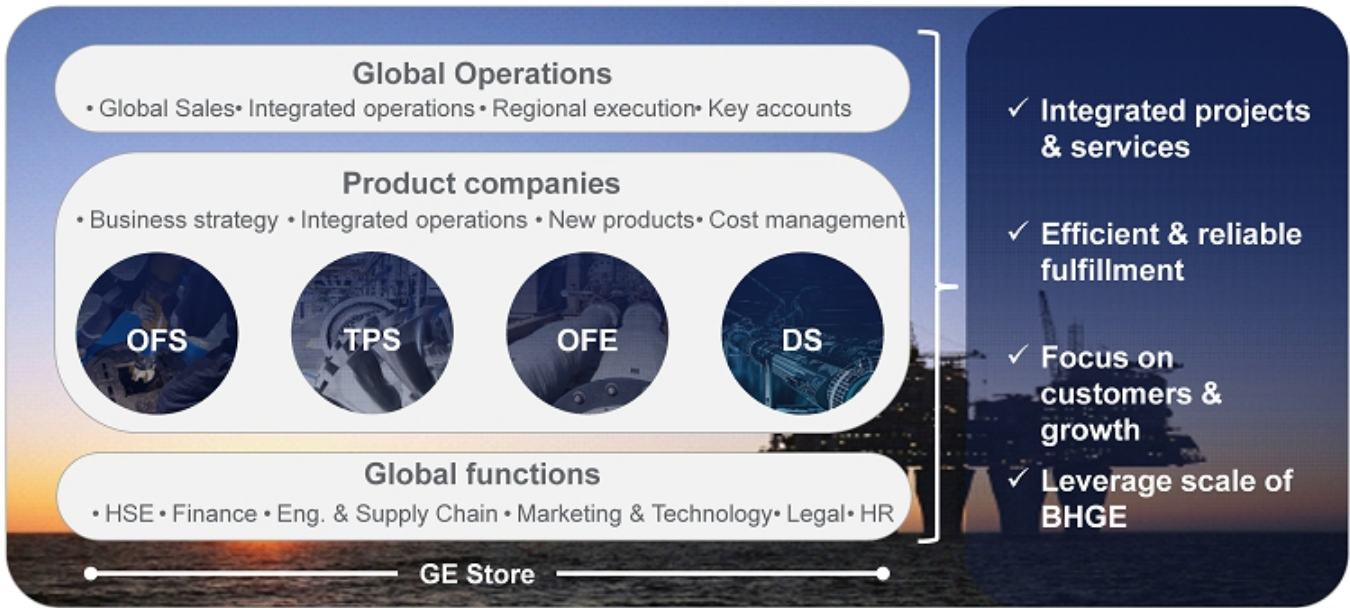 Global Operations
• Global Sales• Integrated operations • Regional execution• Key accounts
Product companies
• Business strategy • Integrated operations • New products• Cost management
OFS
TPS
OFE
DS
Global functions
• HSE • Finance • Eng. & Supply Chain • Marketing & Technology• Legal• HR
GE Store
✓ Integrated projects
& services
✓ Efficient & reliable
fulfillment
✓ Focus on
customers &
growth
✓ Leverage scale of
BHGE